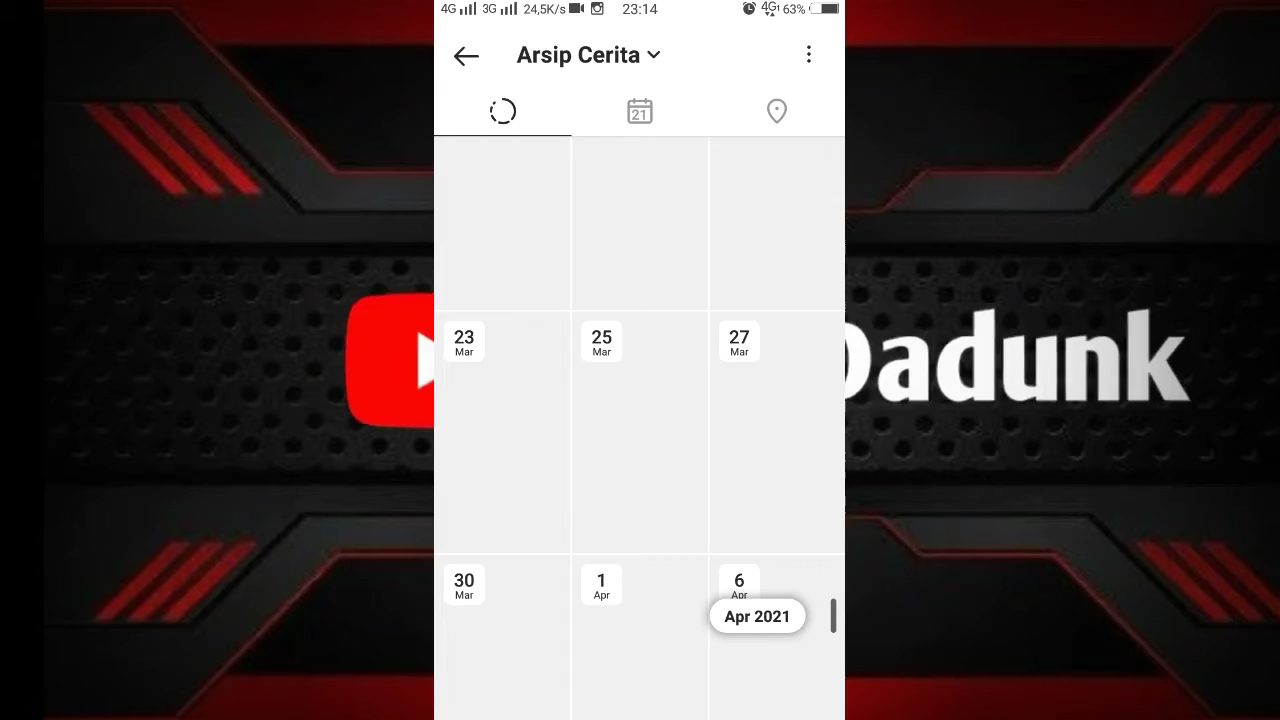 4G 3G 24,5K/s 23:14 4G 63%
Arsip Cerita
21
23
Mar
25
Mar
27
Mar
30
Mar
1
Apr
6
Apr
Apr 2021
Dadunk